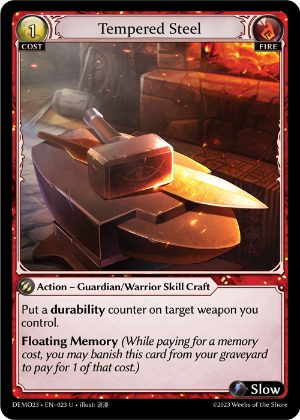 1
Tempered Steel
COST
FIRE
Action – Guardian/Warrior Skill Craft
Put a durability counter on target weapon you
control.
Floating Memory (While paying for a memory
cost, you may banish this card from your graveyard
to pay for 1 of that cost.)
Slow
DEMO23 • EN-023 U • illust: 波漫
©2023 Weebs of the Shore